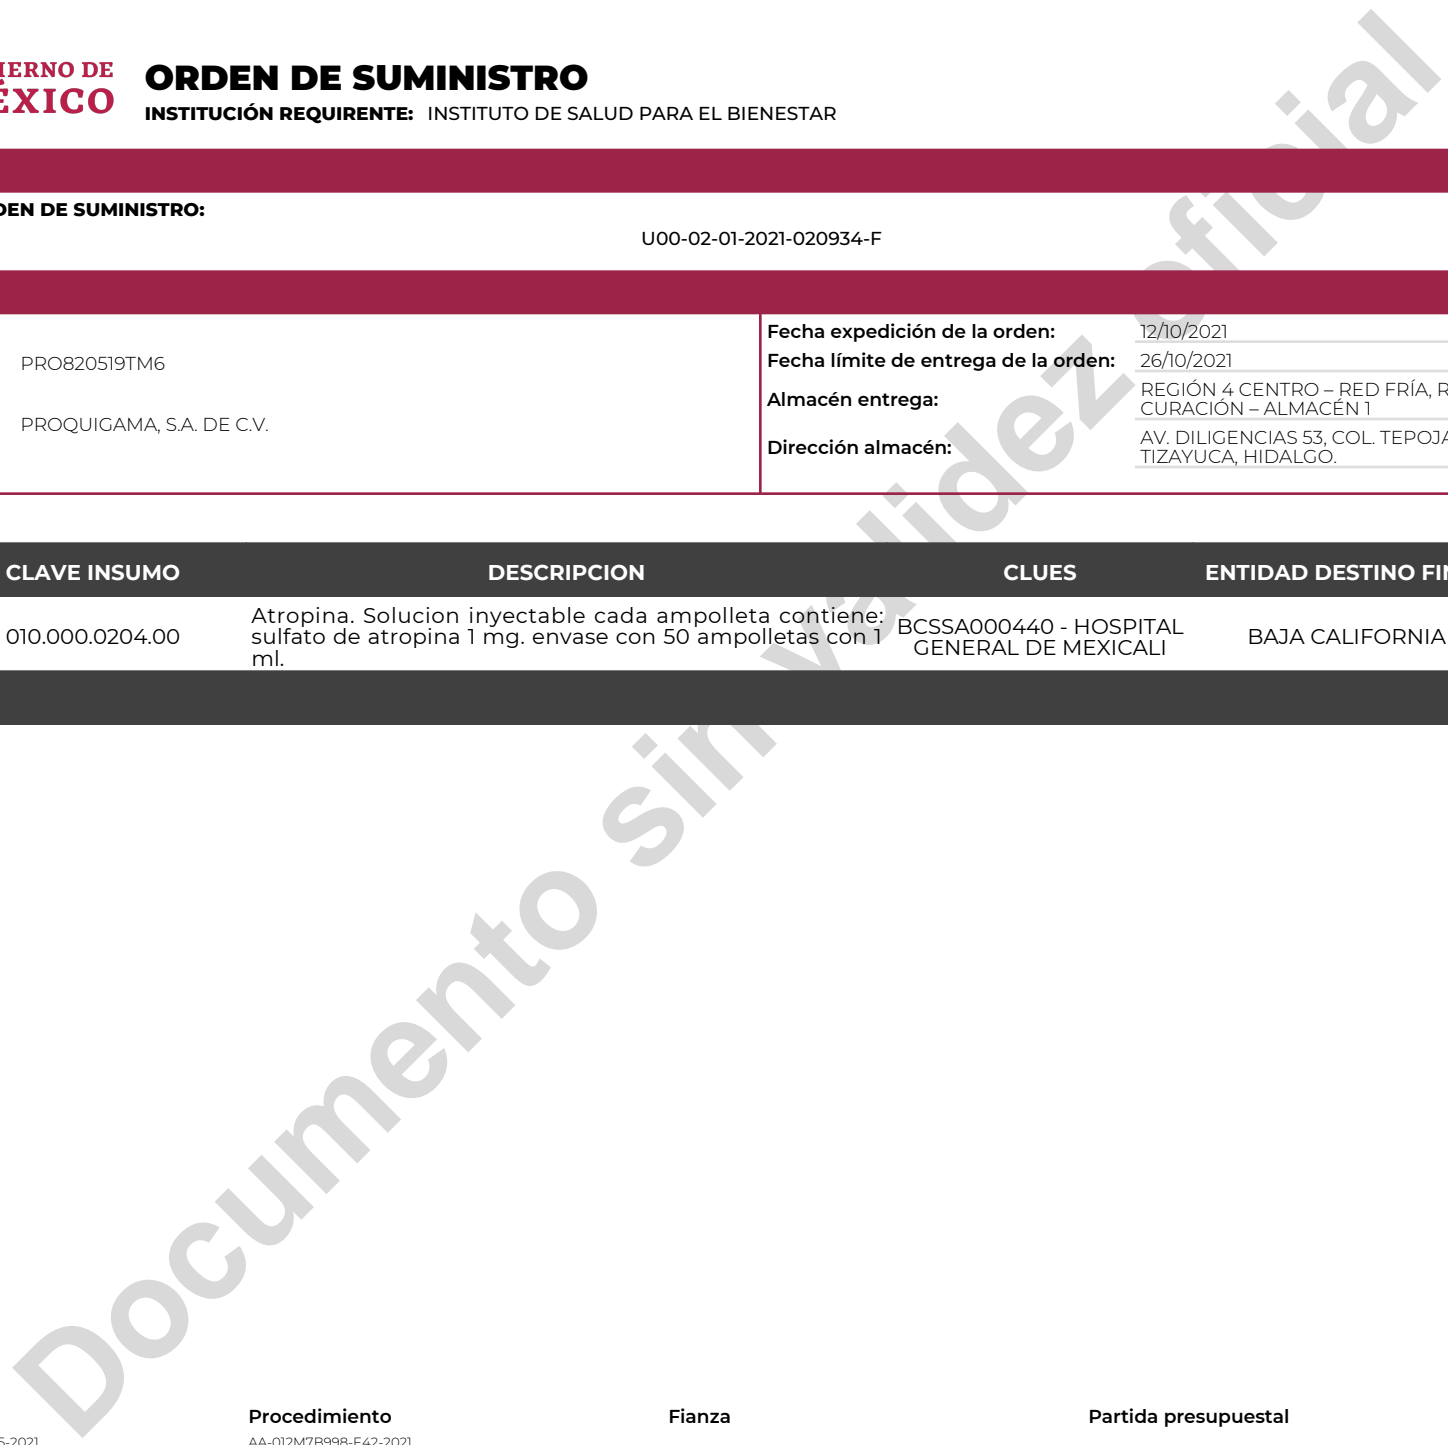 ORDEN DE SUMINISTRO
INSTITUCIÓN REQUIRENTE: INSTITUTO DE SALUD PARA EL BIENESTAR
DE
DE SUMINISTRO:
U00-02-01-2021-020934-F
PRO820519TM6
PROQUIGAMA, S.A. DE C.V.
Fecha expedición de la orden: 12/10/2021
Fecha límite de entrega de la orden: 26/10/2021
Almacén entrega:
REGIÓN 4 CENTRO – RED FRÍA,
CURACIÓN – ALMACÉN 1
Dirección almacén:
AV. DILIGENCIAS 53, COL.
TIZAYUCA, HIDALGO.
CLAVE INSUMO DESCRIPCION CLUES ENTIDAD DESTINO
010.000.0204.00
Atropina. Solucion inyectable cada ampolleta contiene:
sulfato de atropina 1 mg. envase con 50 ampolletas con 1
ml.
BCSSA000440 - HOSPITAL
GENERAL DE MEXICALI
BAJA CALIFORNIA
Documento sin validez oficial
Procedimiento Fianza Partida presupuestal
AA-012M7B998-E42-2021